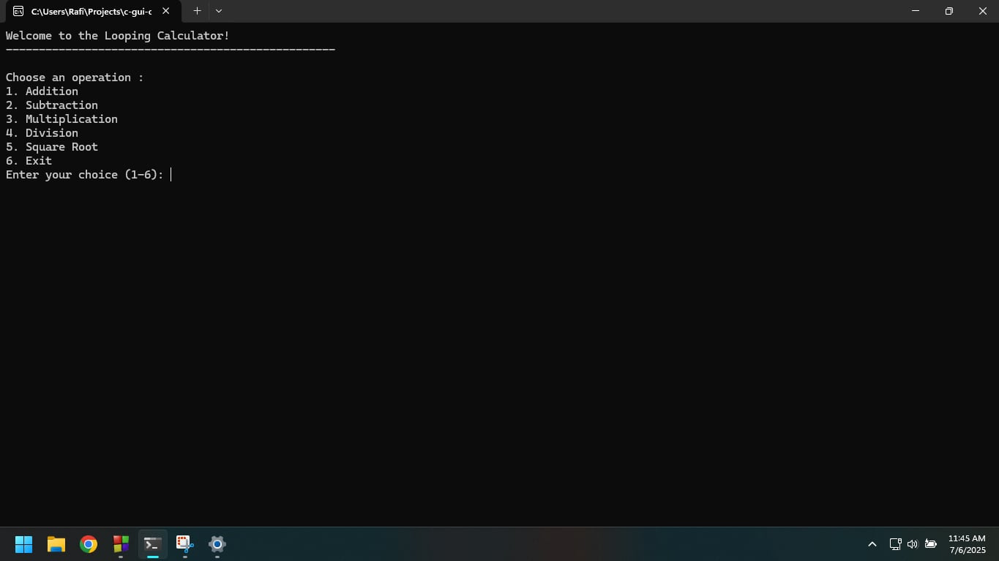 C:\Users\Rafi\Projects\c-gui-c
Welcome to the Looping Calculator!
--------------------------------------------------
Choose an operation :
1. Addition
2. Subtraction
3. Multiplication
4. Division
5. Square Root
6. Exit
Enter your choice (1-6):
11:45 AM
7/6/2025